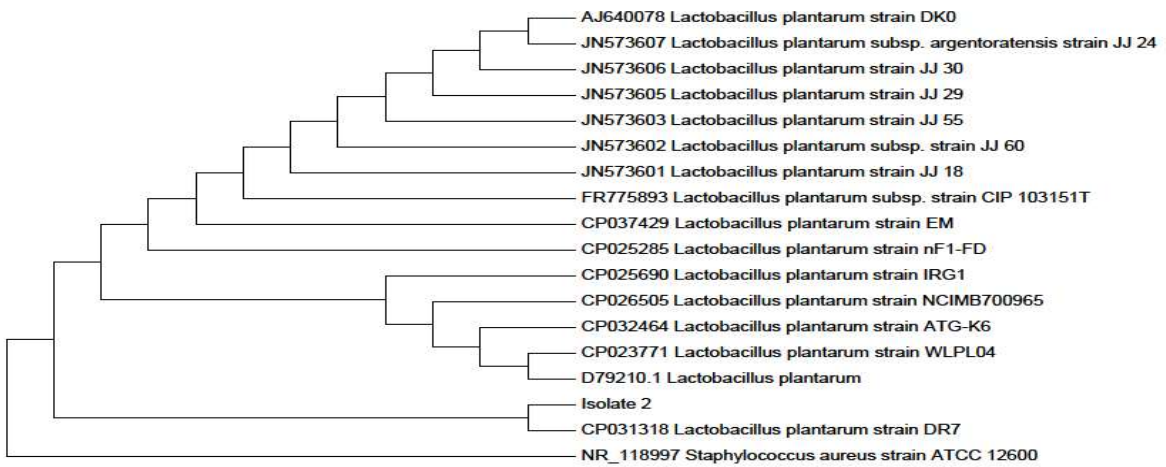 AJ640078 Lactobacillus plantarum strain DK0
JN573607 Lactobacillus plantarum subsp. argentoratensis strain JJ 24
JN573606 Lactobacillus plantarum strain JJ 30
JN573605 Lactobacillus plantarum strain JJ 29
JN573603 Lactobacillus plantarum strain JJ 55
JN573602 Lactobacillus plantarum subsp. strain JJ 60
JN573601 Lactobacillus plantarum strain JJ 18
FR775893 Lactobacillus plantarum subsp. strain CIP 103151T
CP037429 Lactobacillus plantarum strain EM
CP025285 Lactobacillus plantarum strain nF1-FD
CP025690 Lactobacillus plantarum strain IRG1
CP026505 Lactobacillus plantarum strain NCIMB700965
CP032464 Lactobacillus plantarum strain ATG-K6
CP023771 Lactobacillus plantarum strain WLPL04
D79210.1 Lactobacillus plantarum
Isolate 2
CP031318 Lactobacillus plantarum strain DR7
NR_118997 Staphylococcus aureus strain ATCC 12600